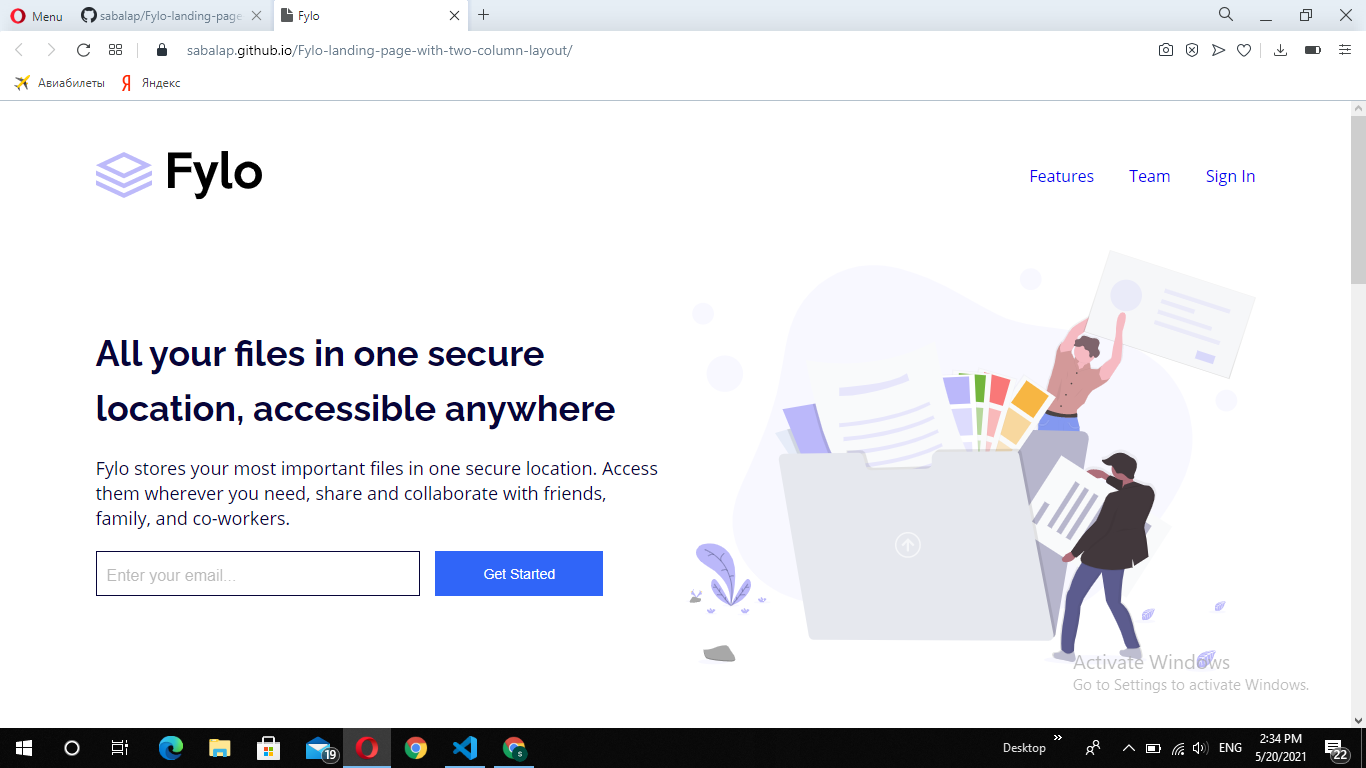 Menu
sabalap/Fylo-landing-page
Fylo
sabalap.github.io/Fylo-landing-page-with-two-column-layout/
Авиабилеты
Яндекс
Fylo
Features
Team
Sign In
All your files in one secure
location, accessible anywhere
Fylo stores your most important files in one secure location. Access
them wherever you need, share and collaborate with friends,
family, and co-workers.
Enter your email...
Get Started
Activate Windows
Go to Settings to activate Windows.
19
S
Desktop
ENG
2:34 PM
5/20/2021
22